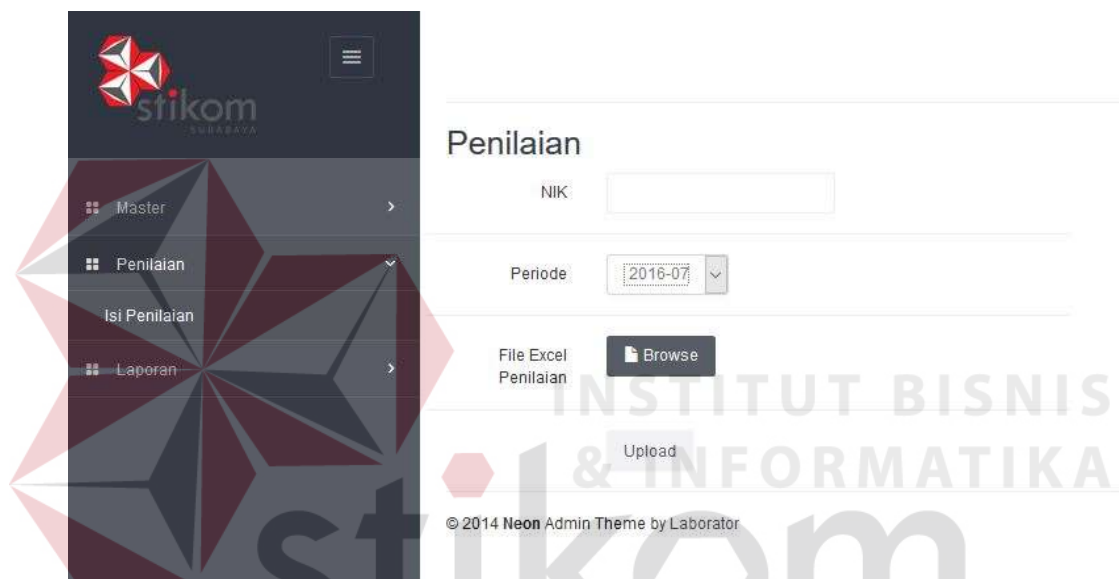 stikom
SURABAYA
Master
Penilaian
Isi Penilaian
Laporan
Penilaian
NIK
Periode
2016-07
File Excel
Penilaian
Browse
Upload
© 2014 Neon Admin Theme by Laborator
INSTITUT BISNIS
& INFORMATIKA
stikom